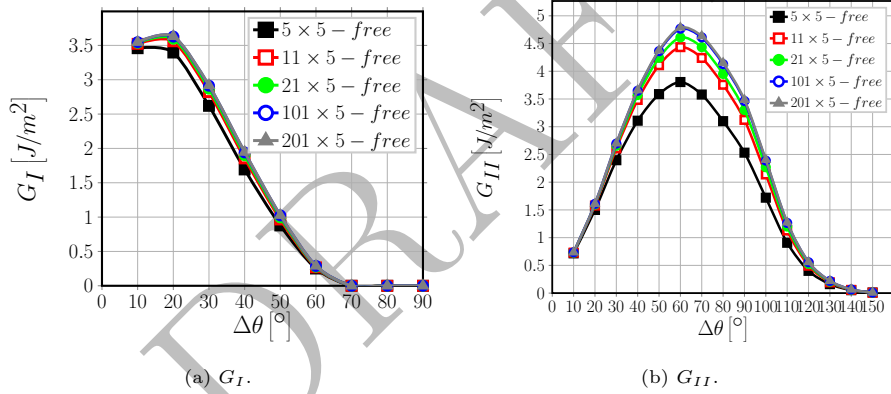 G_I [J/m²]
3.5
3
2.5
2
1.5
1
0.5
0
0 10 20 30 40 50 60 70 80 90
Δθ [°]
5 × 5 − free
11 × 5 − free
21 × 5 − free
101 × 5 − free
201 × 5 − free
(a) G_I.
G_II [J/m²]
5
4.5
4
3.5
3
2.5
2
1.5
1
0.5
0
0 10 20 30 40 50 60 70 80 90 100 110 120 130 140 150
Δθ [°]
5 × 5 − free
11 × 5 − free
21 × 5 − free
101 × 5 − free
201 × 5 − free
(b) G_II.
DRAF